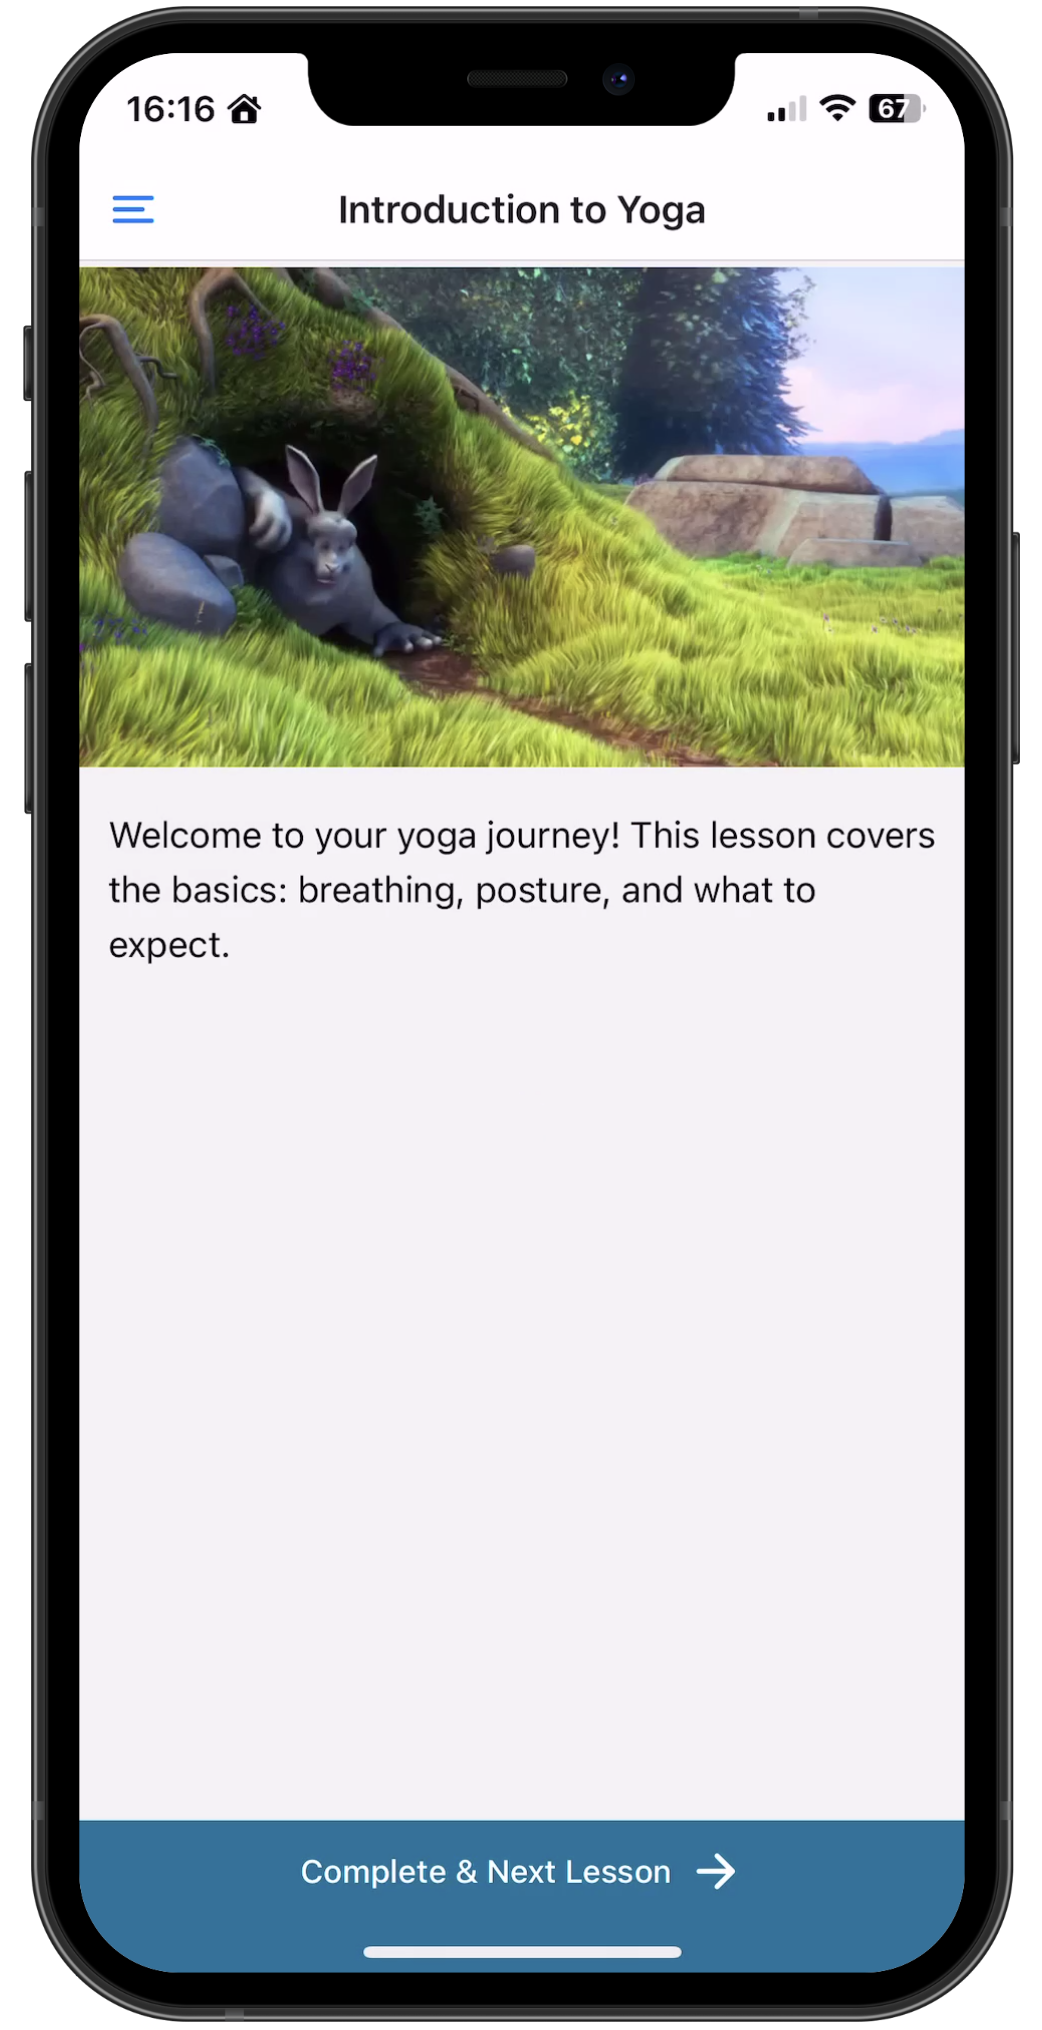 16:16
67
Introduction to Yoga
Welcome to your yoga journey! This lesson covers
the basics: breathing, posture, and what to
expect.
Complete & Next Lesson